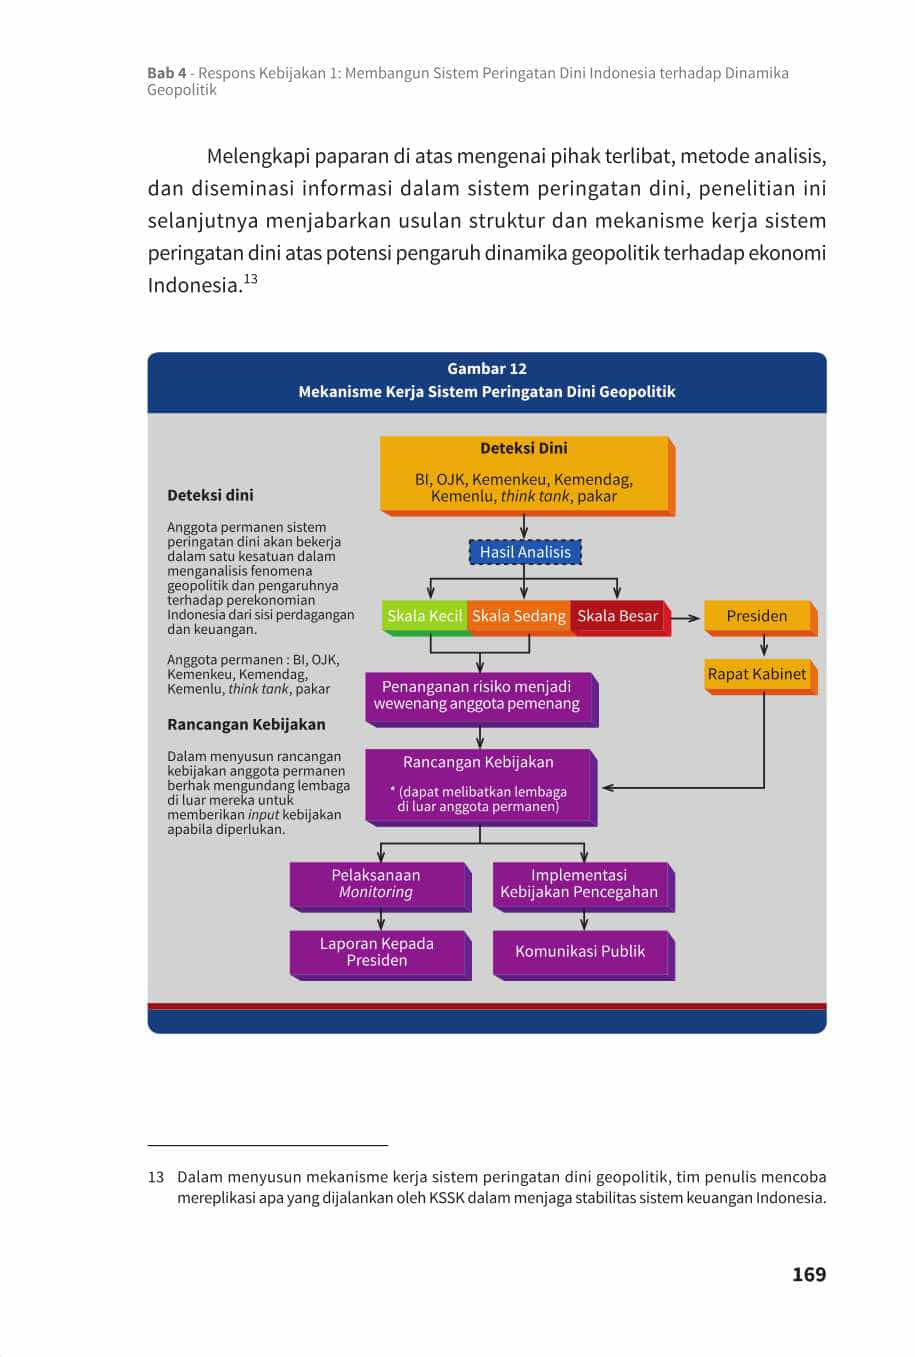 Bab 4 - Respons Kebijakan 1: Membangun Sistem Peringatan Dini Indonesia terhadap Dinamika
Geopolitik
Melengkapi paparan di atas mengenai pihak terlibat, metode analisis,
dan diseminasi informasi dalam sistem peringatan dini, penelitian ini
selanjutnya menjabarkan usulan struktur dan mekanisme kerja sistem
peringatan dini atas potensi pengaruh dinamika geopolitik terhadap ekonomi
Indonesia.13
Gambar 12
Mekanisme Kerja Sistem Peringatan Dini Geopolitik
Deteksi dini
Anggota permanen sistem
peringatan dini akan bekerja
dalam satu kesatuan dalam
menganalisis fenomena
geopolitik dan pengaruhnya
terhadap perekonomian
Indonesia dari sisi perdagangan
dan keuangan.
Anggota permanen : BI, OJK,
Kemenkeu, Kemendag,
Kemenlu, think tank, pakar
Rancangan Kebijakan
Dalam menyusun rancangan
kebijakan anggota permanen
berhak mengundang lembaga
di luar mereka untuk
memberikan input kebijakan
apabila diperlukan.
Deteksi Dini
BI, OJK, Kemenkeu, Kemendag,
Kemenlu, think tank, pakar
Hasil Analisis
Skala Kecil
Skala Sedang
Skala Besar
Presiden
Rapat Kabinet
Penanganan risiko menjadi
wewenang anggota pemenang
Rancangan Kebijakan
* (dapat melibatkan lembaga
di luar anggota permanen)
Pelaksanaan
Monitoring
Implementasi
Kebijakan Pencegahan
Laporan Kepada
Presiden
Komunikasi Publik
13 Dalam menyusun mekanisme kerja sistem peringatan dini geopolitik, tim penulis mencoba
mereplikasi apa yang dijalankan oleh KSSK dalam menjaga stabilitas sistem keuangan Indonesia.
169